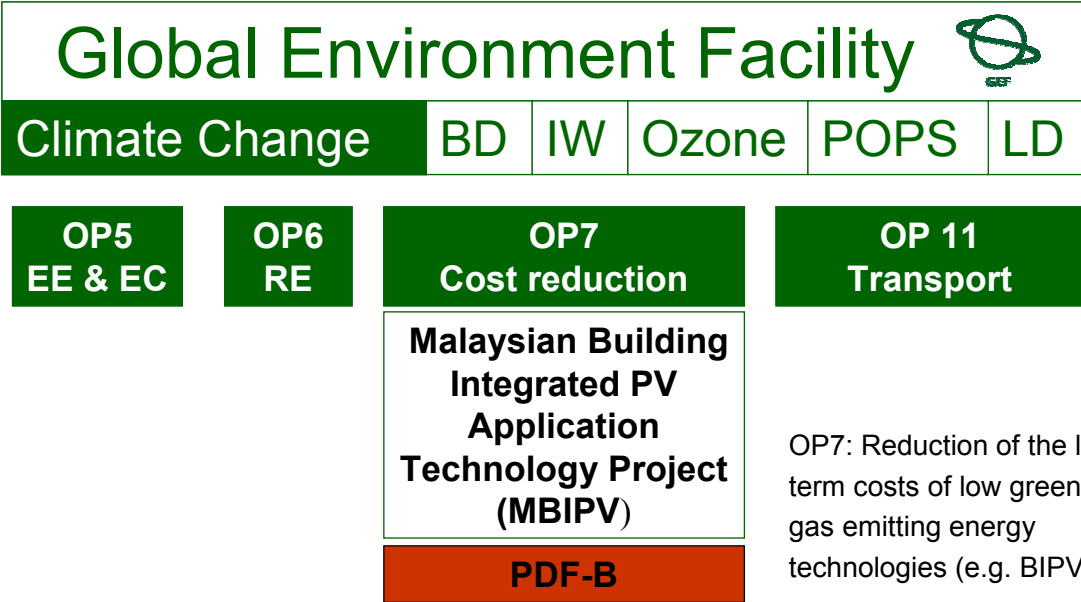 Global Environment Facility
GEF
Climate Change BD IW Ozone POPS LD
OP5
EE & EC
OP6
RE
OP7
Cost reduction
OP 11
Transport
Malaysian Building
Integrated PV
Application
Technology Project
(MBIPV)
PDF-B
OP7: Reduction of the
term costs of low green
gas emitting energy
technologies (e.g. BIPV